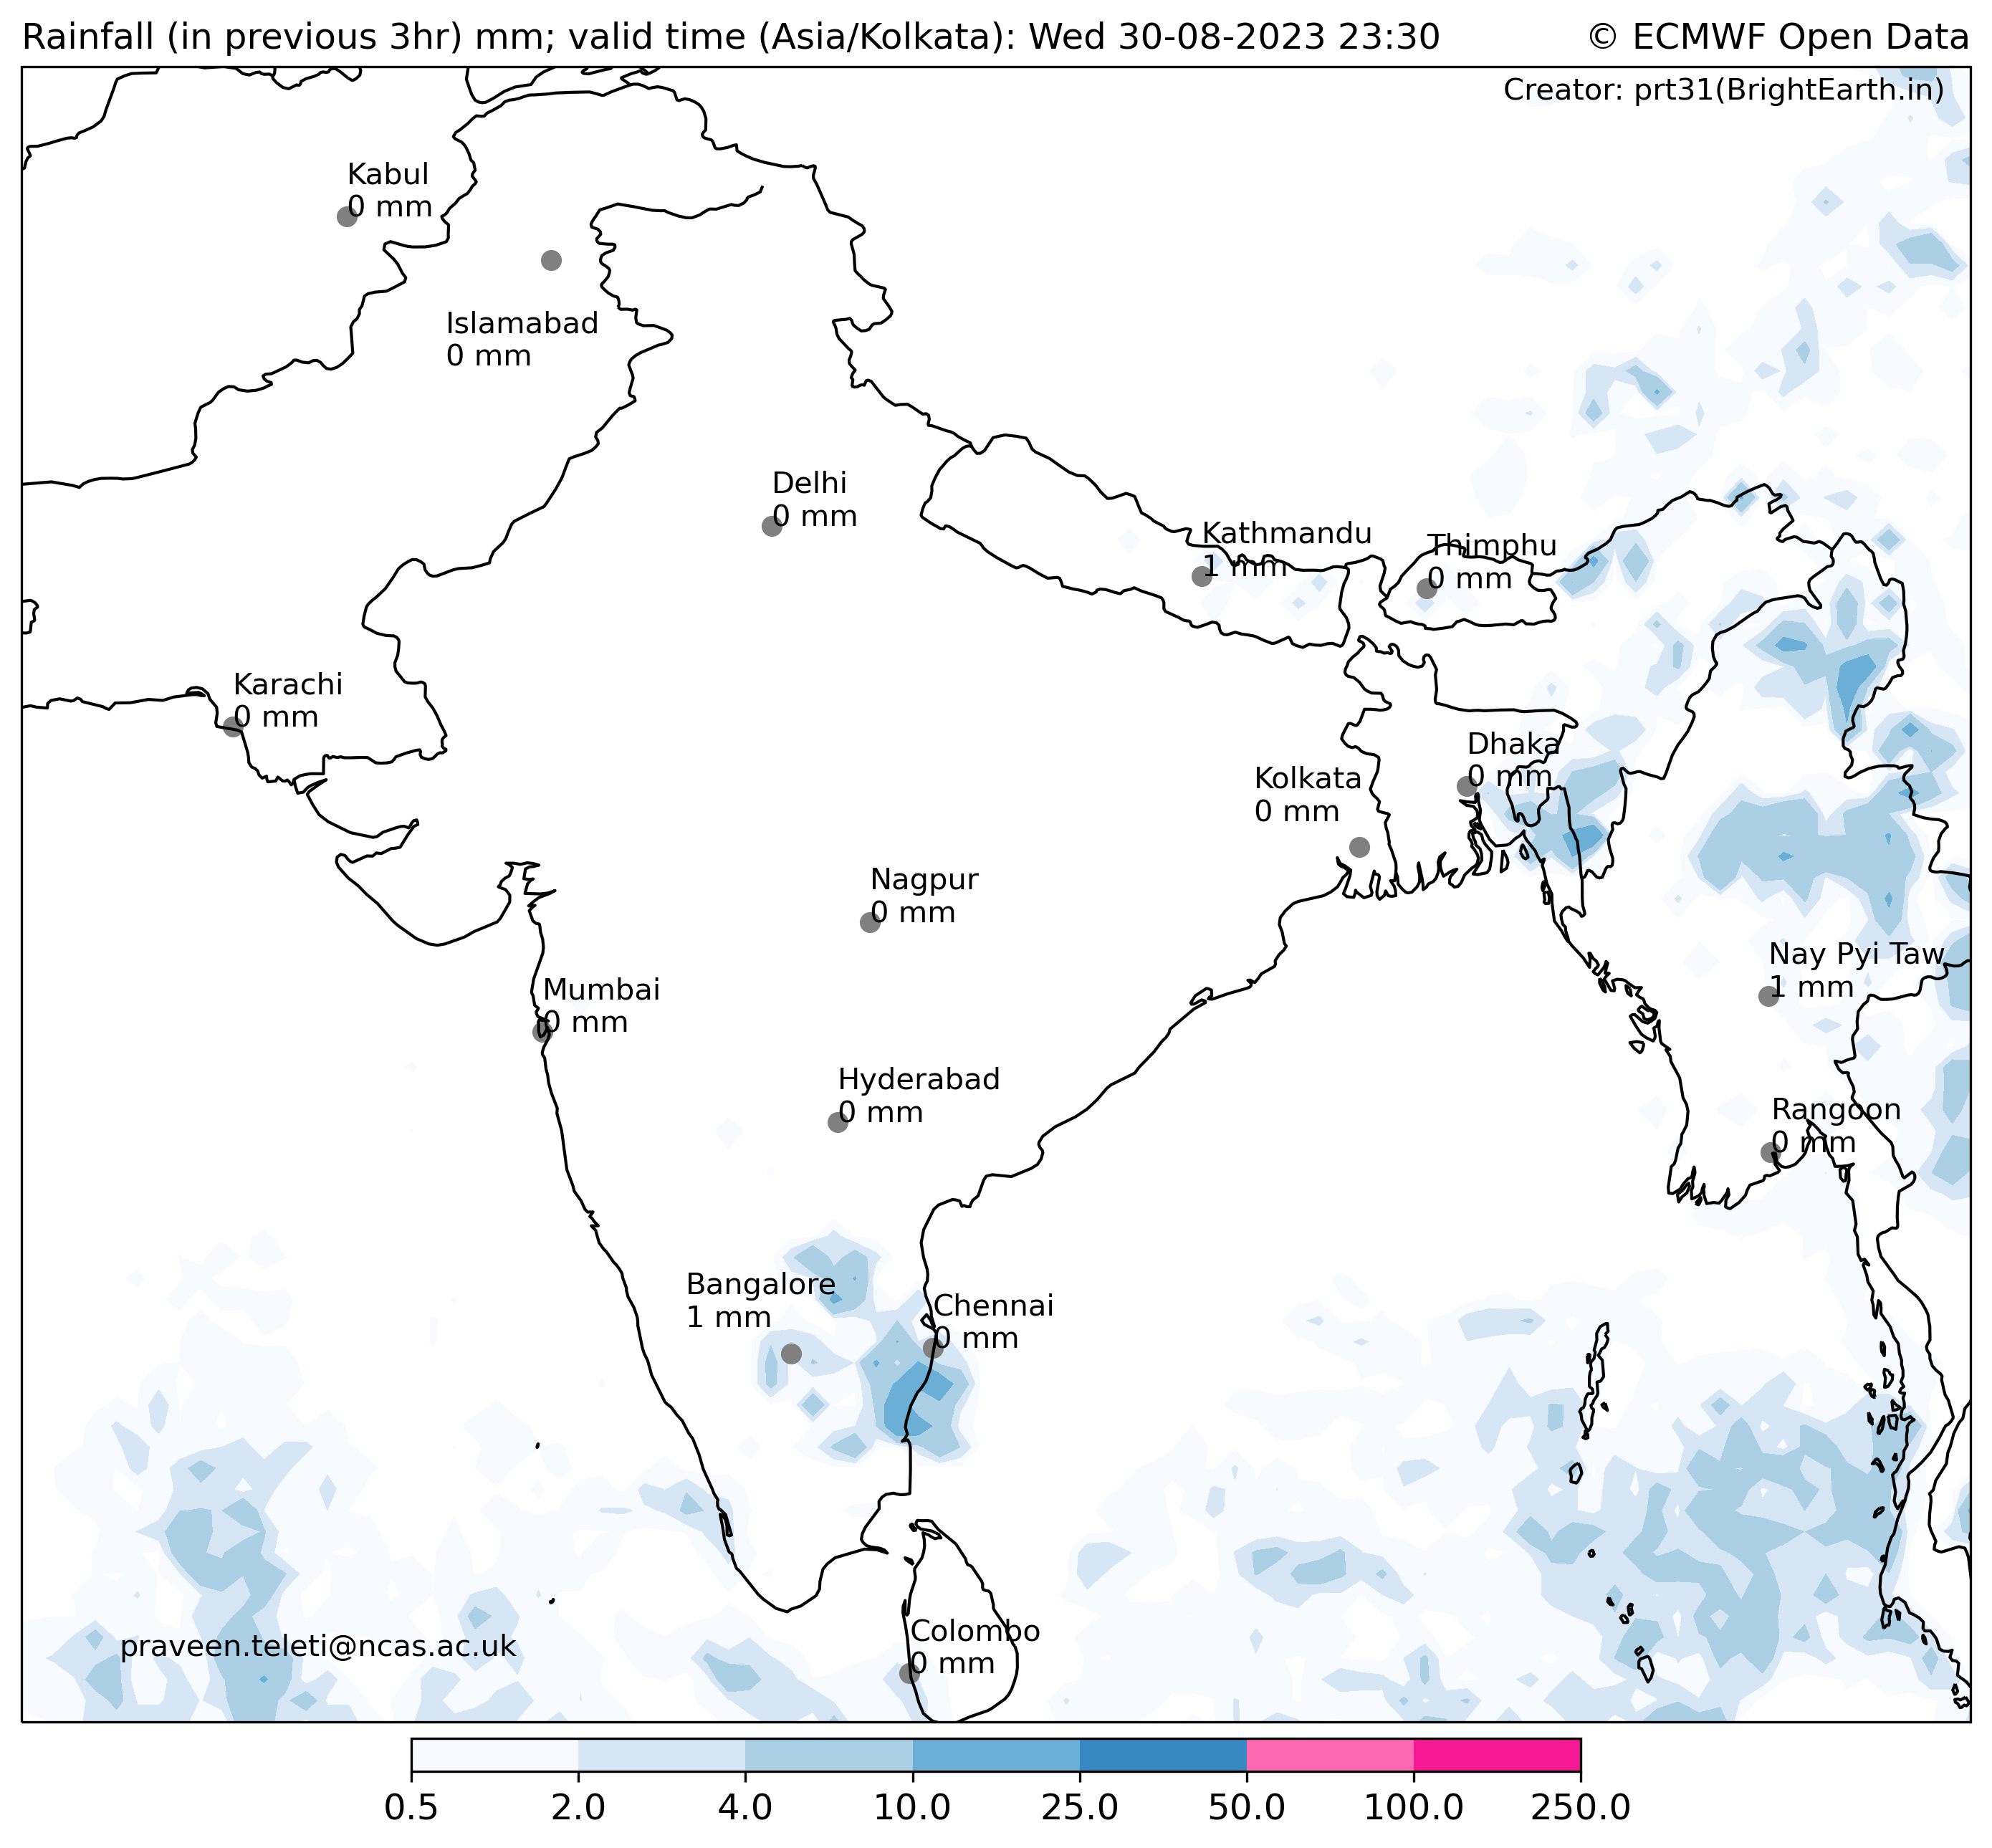 Rainfall (in previous 3hr) mm; valid time (Asia/Kolkata): Wed 30-08-2023 23:30
© ECMWF Open Data
Creator: prt31(BrightEarth.in)
Kabul
0 mm
Islamabad
0 mm
Delhi
0 mm
Kathmandu
1 mm
Thimphu
0 mm
Karachi
0 mm
Dhaka
0 mm
Kolkata
0 mm
Nagpur
0 mm
Nay Pyi Taw
1 mm
Mumbai
0 mm
Hyderabad
0 mm
Rangoon
0 mm
Bangalore
1 mm
Chennai
0 mm
Colombo
0 mm
praveen.teleti@ncas.ac.uk
0.5 2.0 4.0 10.0 25.0 50.0 100.0 250.0